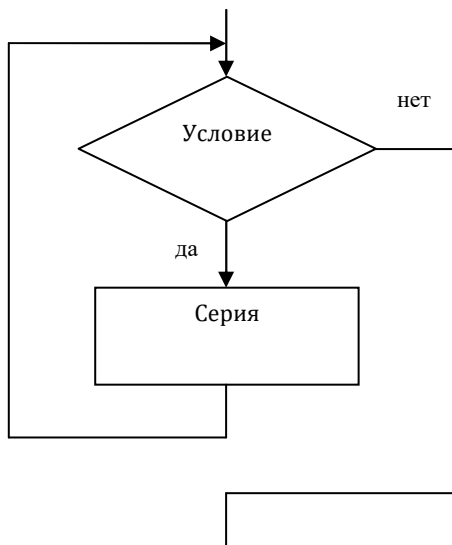 нет
Условие
да
Серия